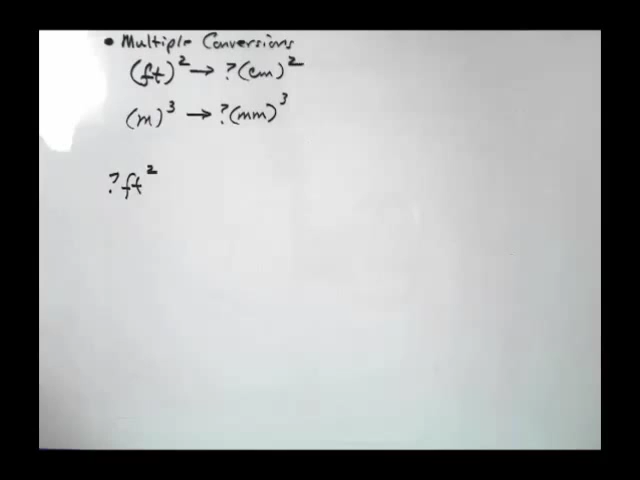 • Multiple Conversions
(ft)² → ?(cm)²
(m)³ → ?(mm)³
?ft²